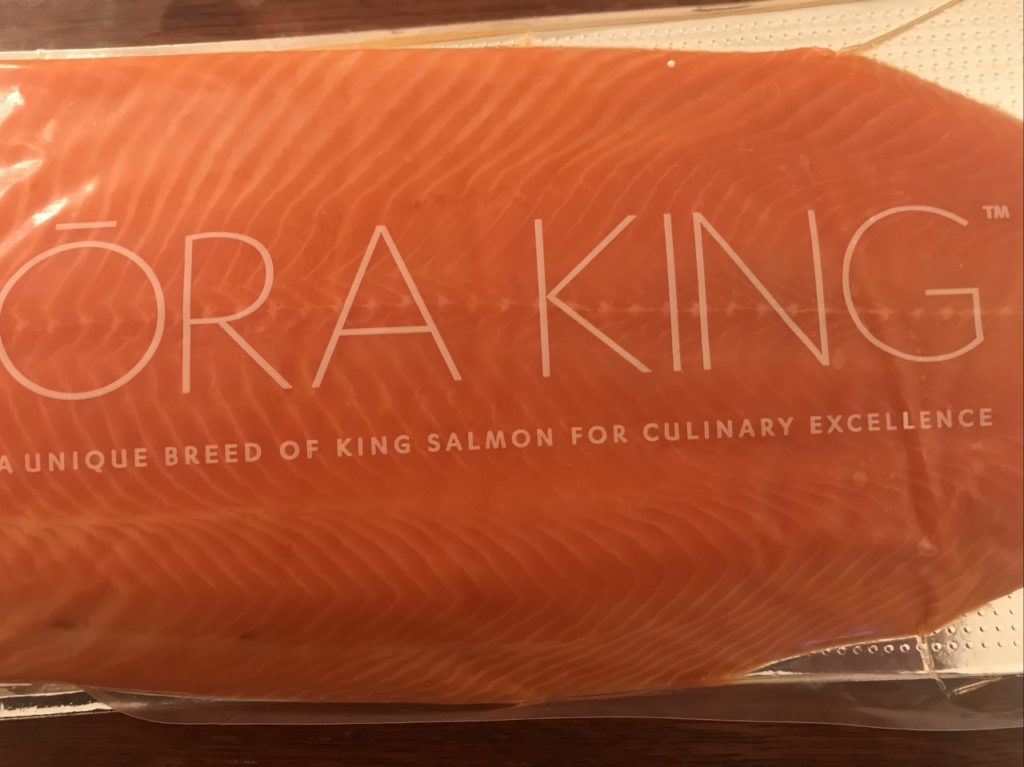 ŌRA KING™
A UNIQUE BREED OF KING SALMON FOR CULINARY EXCELLENCE